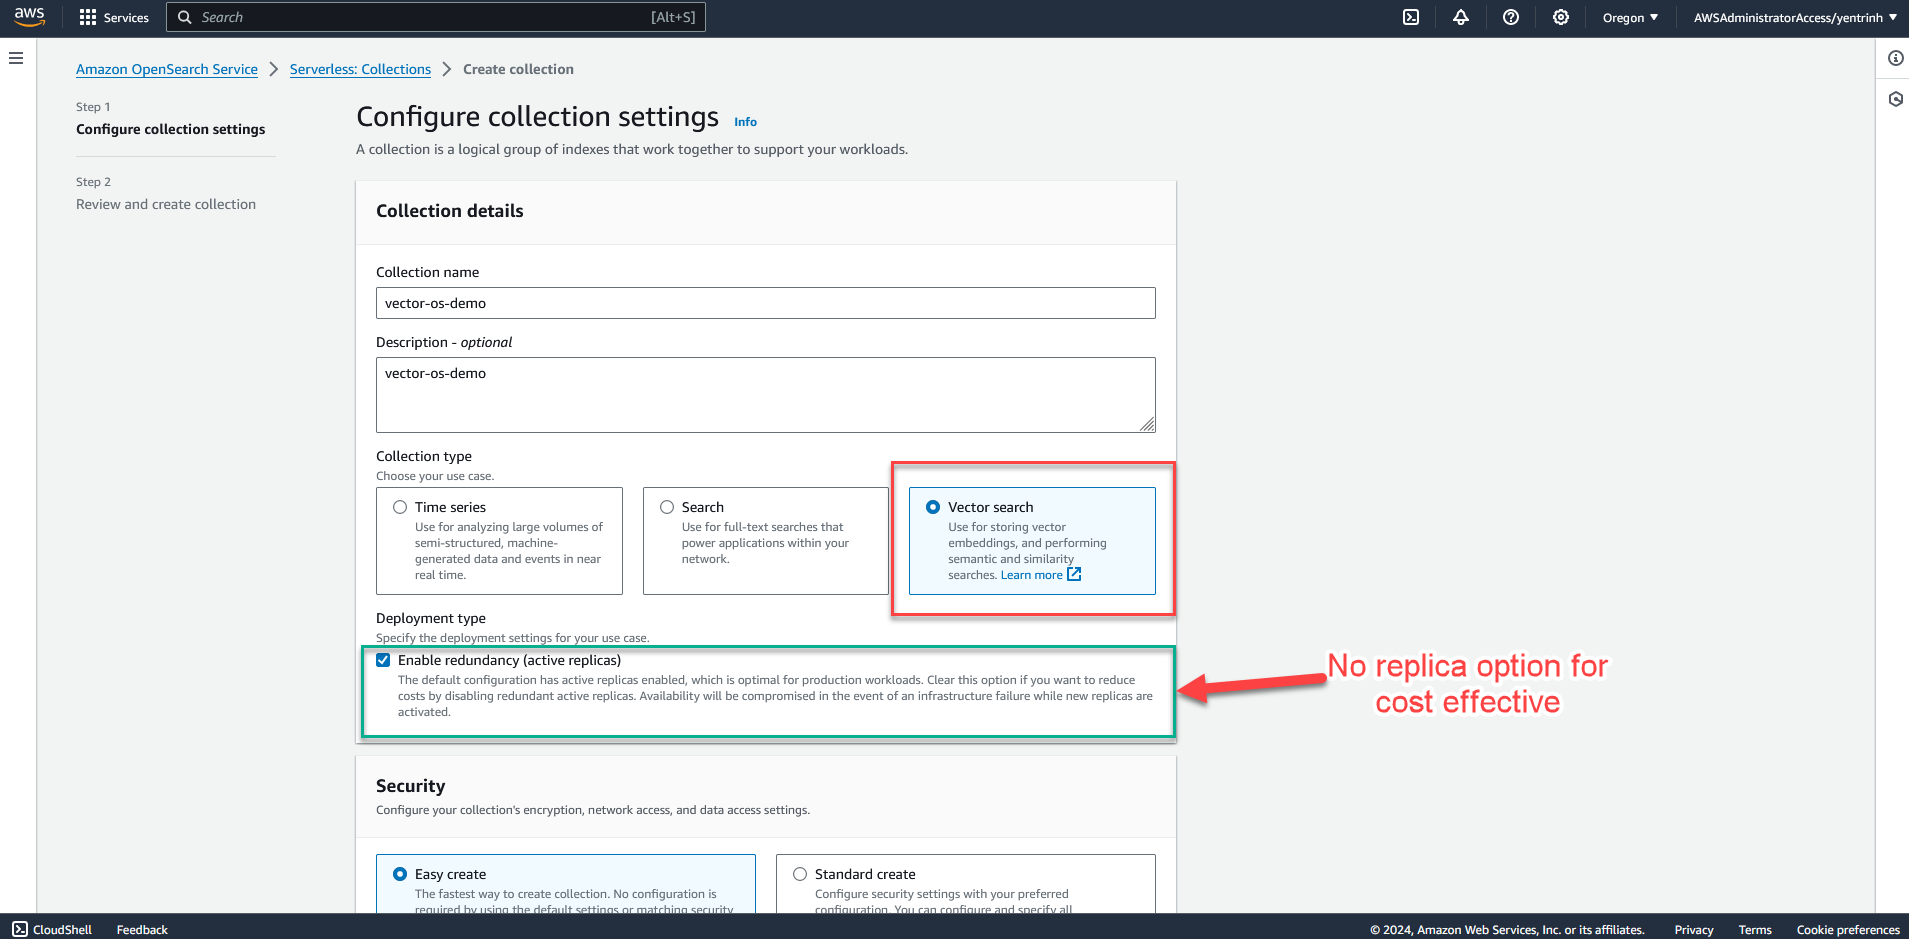 aws
Services
Search
[Alt+S]
Oregon
AWSAdministratorAccess/yentrinh
Amazon OpenSearch Service
Serverless: Collections
Create collection
Step 1
Configure collection settings
Step 2
Review and create collection
Configure collection settings Info
A collection is a logical group of indexes that work together to support your workloads.
Collection details
Collection name
vector-os-demo
Description - optional
vector-os-demo
Collection type
Choose your use case.
Time series
Use for analyzing large volumes of
semi-structured, machine-
generated data and events in near
real time.
Search
Use for full-text searches that
power applications within your
network.
Vector search
Use for storing vector
embeddings, and performing
semantic and similarity
searches. Learn more
Deployment type
Specify the deployment settings for your use case.
Enable redundancy (active replicas)
The default configuration has active replicas enabled, which is optimal for production workloads. Clear this option if you want to reduce
costs by disabling redundant active replicas. Availability will be compromised in the event of an infrastructure failure while new replicas are
activated.
No replica option for
cost effective
Security
Configure your collection's encryption, network access, and data access settings.
Easy create
The fastest way to create collection. No configuration is
required by using the default settings or matching security
Standard create
Configure security settings with your preferred
configuration. You can configure and specify all
CloudShell
Feedback
© 2024, Amazon Web Services, Inc. or its affiliates.
Privacy
Terms
Cookie preferences